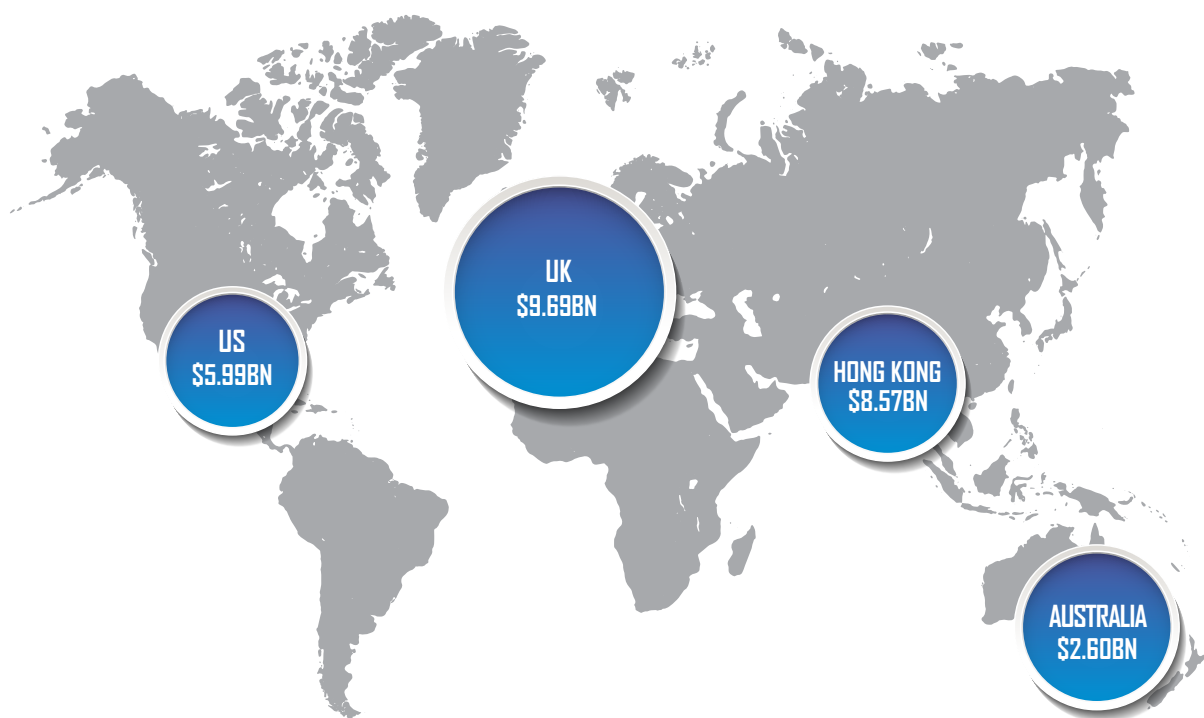 UK
$9.69BN
US
$5.99BN
HONG KONG
$8.57BN
AUSTRALIA
$2.60BN